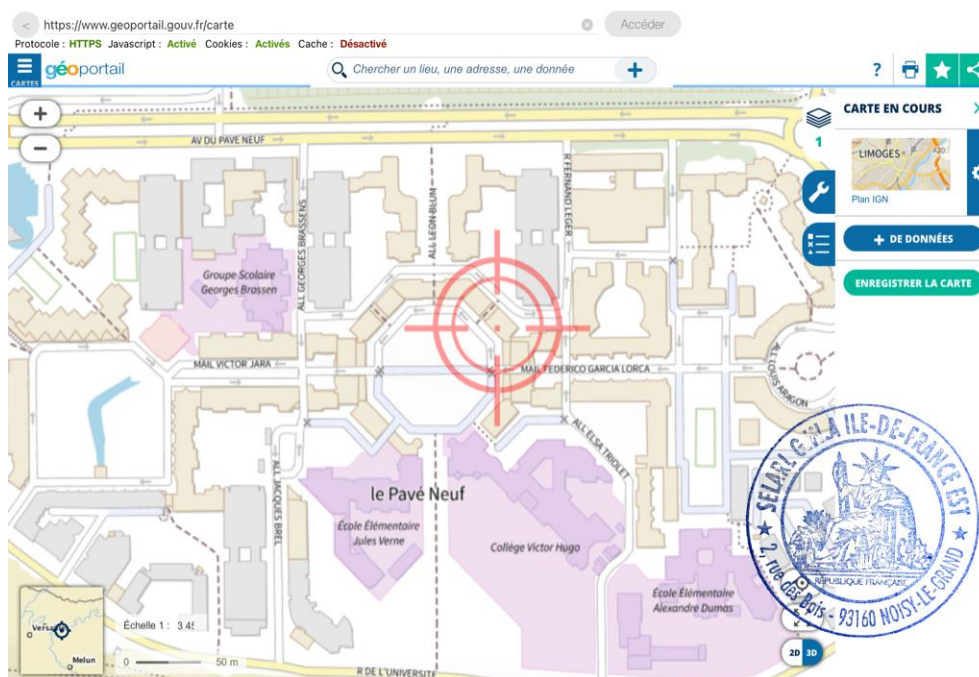 https://www.geoportail.gouv.fr/carte
Accéder
Protocole : HTTPS Javascript : Activé Cookies : Activés Cache : Désactivé
CARTES
géoportail
Chercher un lieu, une adresse, une donnée
?
CARTE EN COURS
1
LIMOGES
A20
Plan IGN
+ DE DONNÉES
ENREGISTRER LA CARTE
AV DU PAVE NEUF
ALL GEORGES BRASSENS
ALL LEON BLUM
R FERNAND LEGER
Groupe Scolaire
Georges Brassen
MAIL VICTOR JARA
MAIL FEDERICO GARCIA LORCA
ALL LOUIS ARAGON
ALL ELSA TRIOLET
ALL JACQUES BREL
le Pavé Neuf
École Élémentaire
Jules Verne
Collège Victor Hugo
École Élémentaire
Alexandre Dumas
SELARL C.H.A ILE-DE-FRANCE EST
RÉPUBLIQUE FRANÇAISE
2, rue des Bois - 93160 NOISY-LE-GRAND
Melun
Échelle 1 : 3 45
0 50 m
R DE L'UNIVERSITÉ
2D 3D